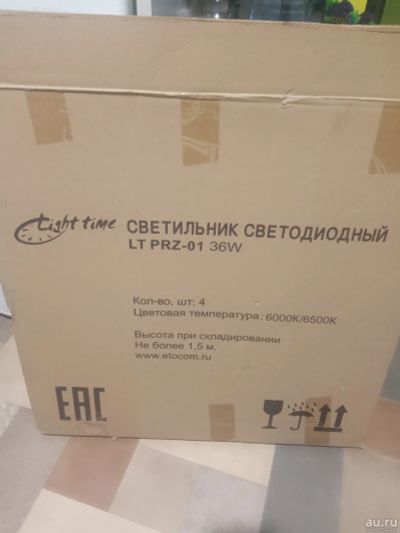 Light time
СВЕТИЛЬНИК СВЕТОДИОДНЫЙ
LT PRZ-01 36W
Кол-во, шт: 4
Цветовая температура: 6000K/6500K
Высота при складировании
Не более 1,5 м.
www.etocom.ru
EAC
au.ru